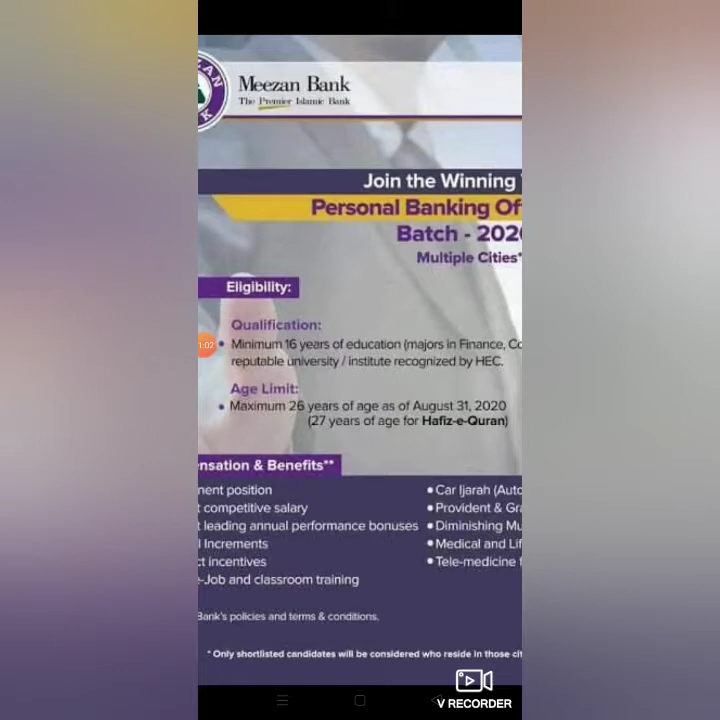 ZAN
K
Meezan Bank
The Premier Islamic Bank
Join the Winning
Personal Banking Of
Batch - 202
Multiple Cities*
Eligibility:
Qualification:
1:02
• Minimum 16 years of education (majors in Finance, Co
reputable university / institute recognized by HEC.
Age Limit:
• Maximum 26 years of age as of August 31, 2020
(27 years of age for Hafiz-e-Quran)
ensation & Benefits**
nent position
t competitive salary
t leading annual performance bonuses
l Increments
ct incentives
e-Job and classroom training
• Car Ijarah (Auto
• Provident & Gra
• Diminishing Mu
• Medical and Lif
• Tele-medicine f
Bank's policies and terms & conditions.
* Only shortlisted candidates will be considered who reside in those cit
V RECORDER